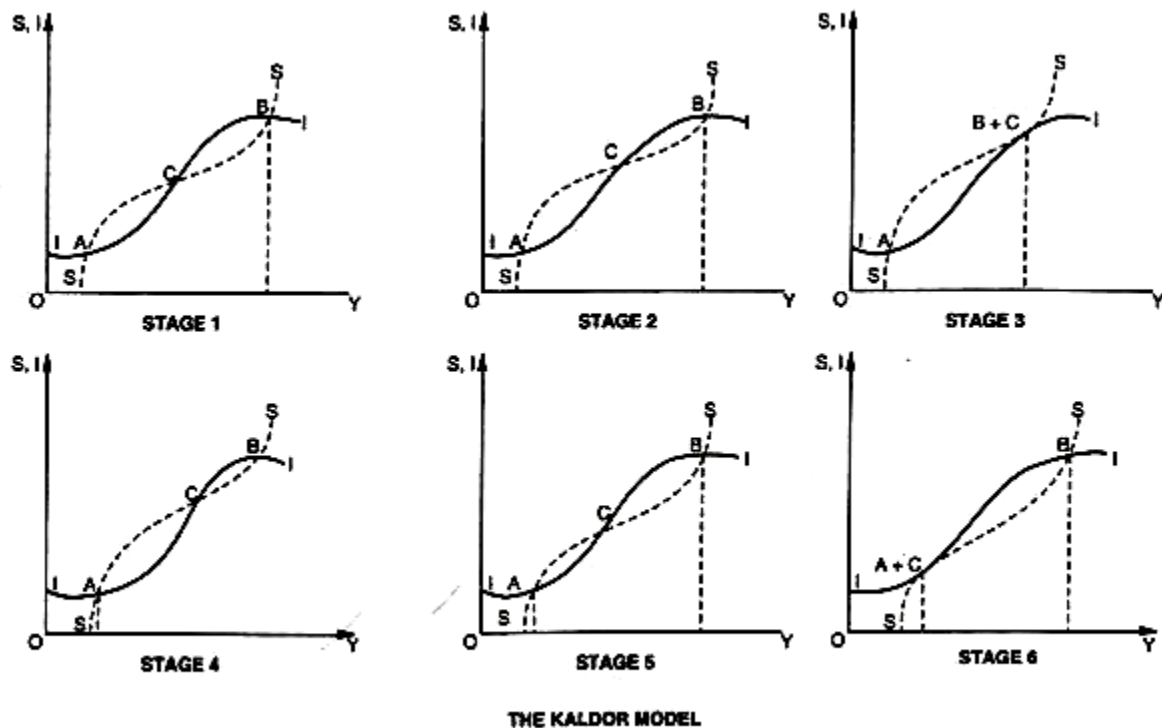 S, I
S
B
I
C
I A
S
O
Y
STAGE 1
S, I
S
B
I
C
I A
S
O
Y
STAGE 2
S, I
S
B + C
I
I A
S
O
Y
STAGE 3
S, I
S
B
I
C
I A
S
O
Y
STAGE 4
S, I
S
B
I
C
I A
S
O
Y
STAGE 5
S, I
S
B
I
A + C
I
S
O
Y
STAGE 6
THE KALDOR MODEL